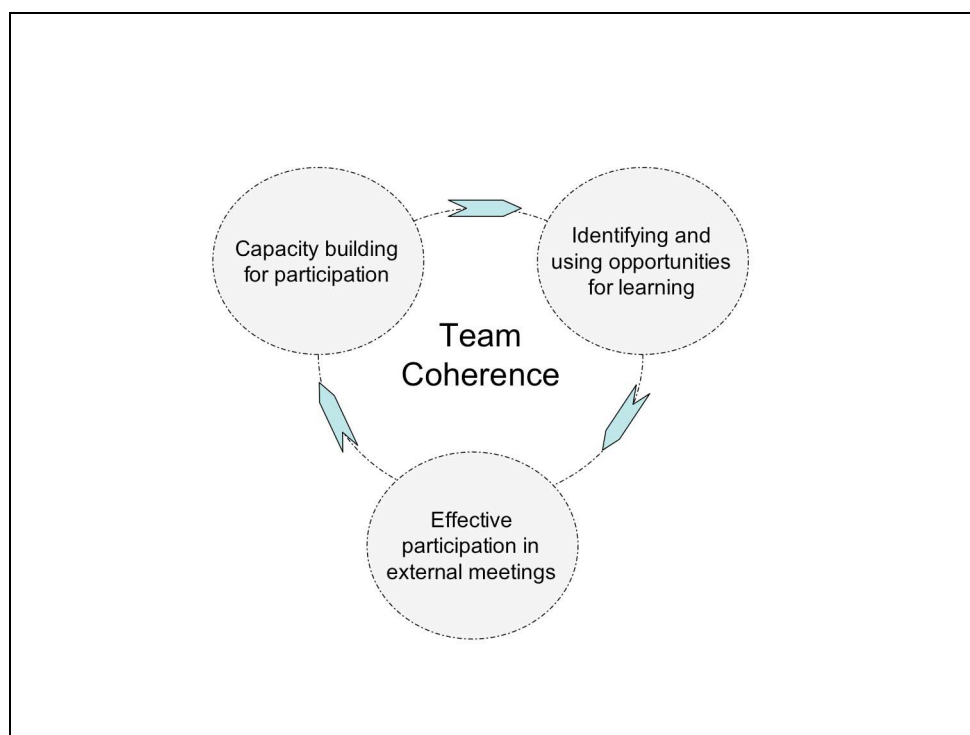 Capacity building
for participation
Identifying and
using opportunities
for learning
Team
Coherence
Effective
participation in
external meetings